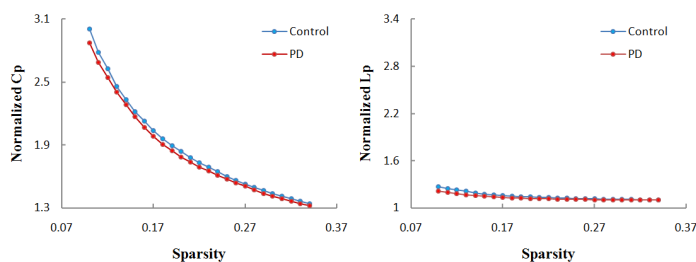 3.1
2.5
1.9
1.3
Normalized Cp
Control
PD
0.07
0.17
0.27
0.37
Sparsity
3.4
2.8
2.2
1.6
1
Normalized Lp
Control
PD
0.07
0.17
0.27
0.37
Sparsity